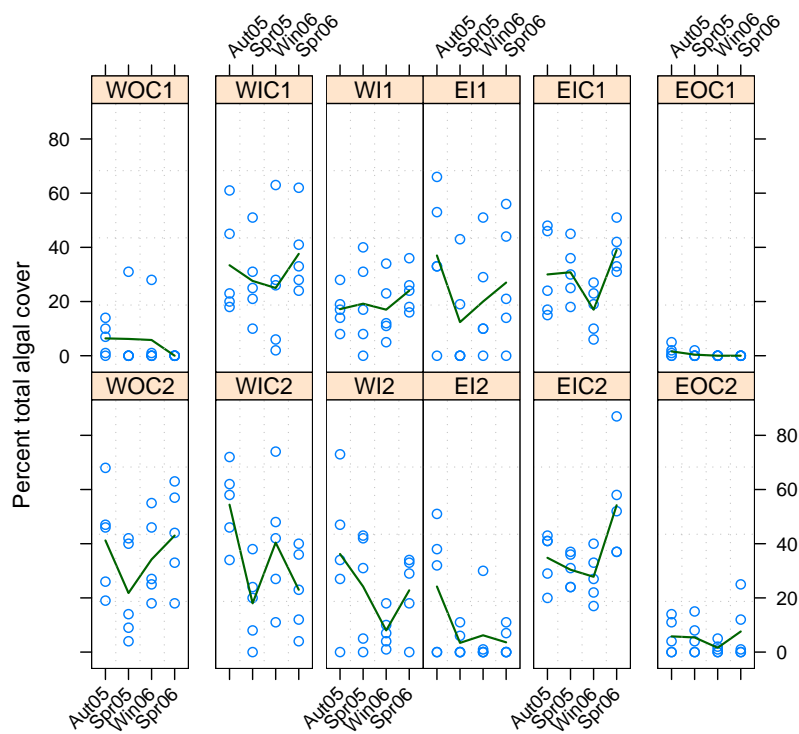 Aut05 Spr05 Win06 Spr06 Aut05 Spr05 Win06 Spr06 Aut05 Spr05 Win06 Spr06
WOC1 WIC1 WI1 EI1 EIC1 EOC1
80
60
40
20
0
Percent total algal cover
WOC2 WIC2 WI2 EI2 EIC2 EOC2
80
60
40
20
0
Aut05 Spr05 Win06 Spr06 Aut05 Spr05 Win06 Spr06 Aut05 Spr05 Win06 Spr06